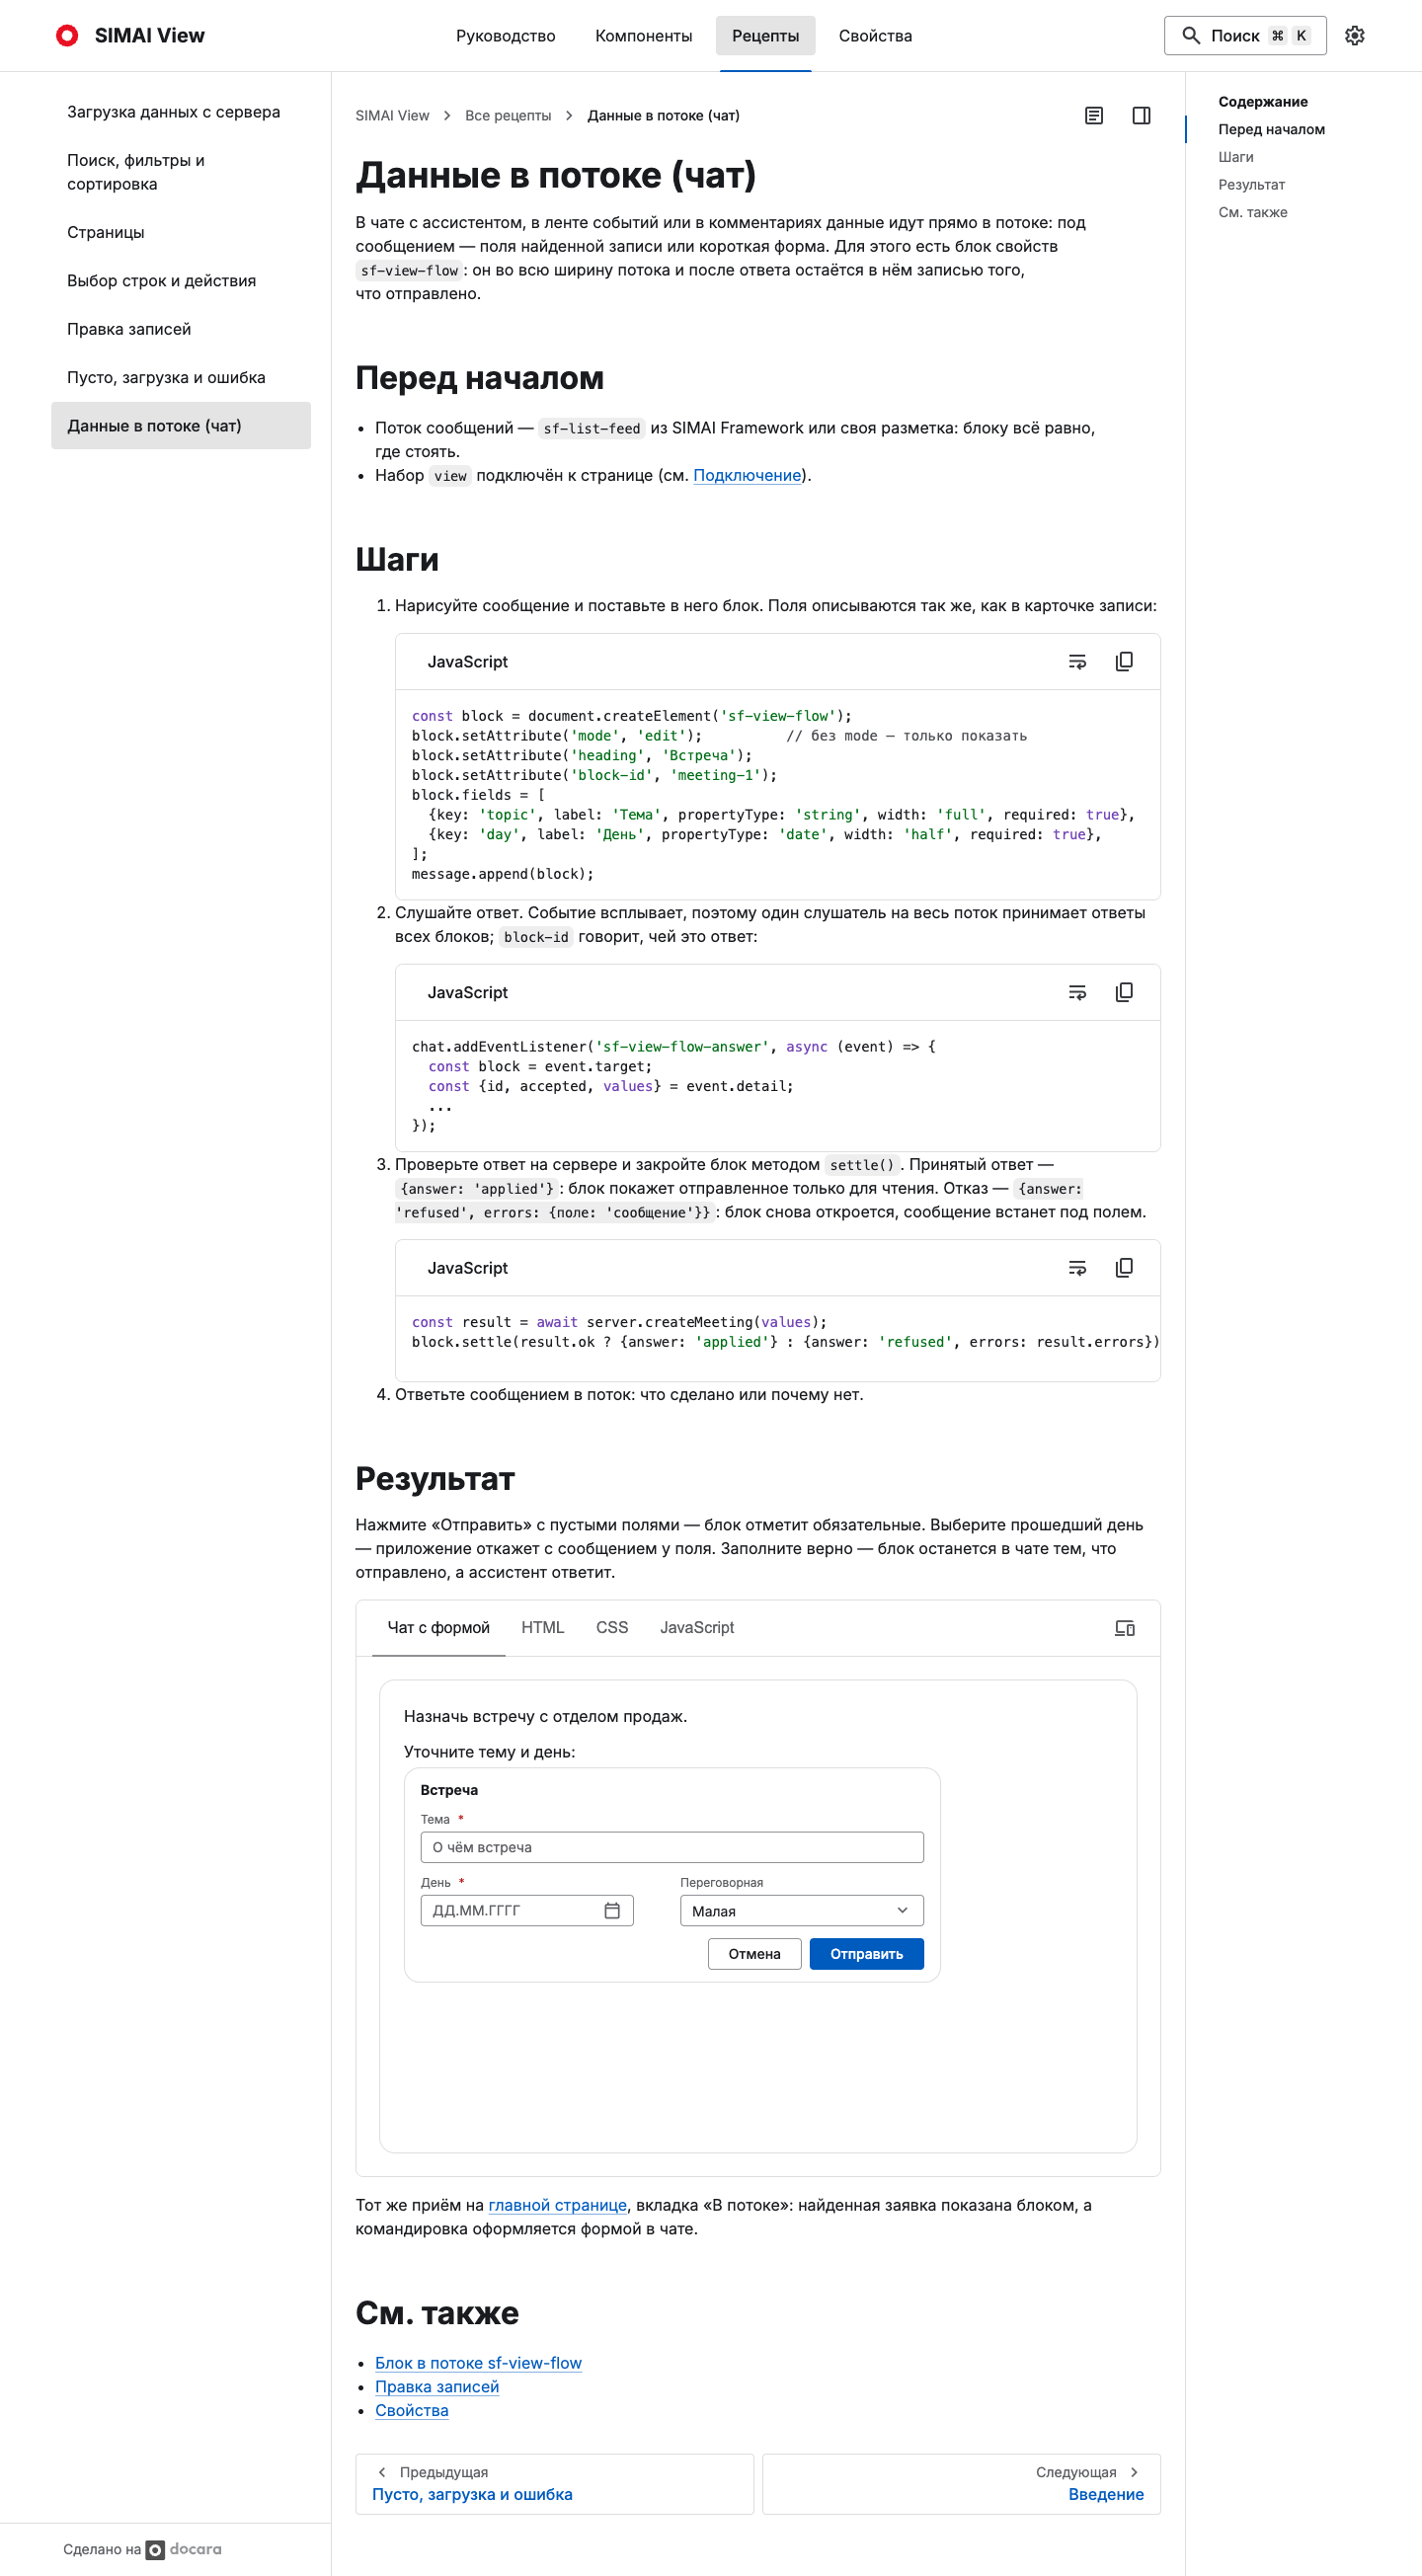 SIMAI View
Руководство
Компоненты
Рецепты
Свойства
Поиск ⌘ K
Загрузка данных с сервера
Поиск, фильтры и
сортировка
Страницы
Выбор строк и действия
Правка записей
Пусто, загрузка и ошибка
Данные в потоке (чат)
SIMAI View > Все рецепты > Данные в потоке (чат)
Данные в потоке (чат)
В чате с ассистентом, в ленте событий или в комментариях данные идут прямо в потоке: под
сообщением — поля найденной записи или короткая форма. Для этого есть блок свойств
sf-view-flow: он во всю ширину потока и после ответа остаётся в нём записью того,
что отправлено.
Перед началом
• Поток сообщений — sf-list-feed из SIMAI Framework или своя разметка: блоку всё равно,
где стоять.
• Набор view подключён к странице (см. Подключение).
Шаги
1. Нарисуйте сообщение и поставьте в него блок. Поля описываются так же, как в карточке записи:
JavaScript
const block = document.createElement('sf-view-flow');
block.setAttribute('mode', 'edit');          // без mode — только показать
block.setAttribute('heading', 'Встреча');
block.setAttribute('block-id', 'meeting-1');
block.fields = [
  {key: 'topic', label: 'Тема', propertyType: 'string', width: 'full', required: true},
  {key: 'day', label: 'День', propertyType: 'date', width: 'half', required: true},
];
message.append(block);
2. Слушайте ответ. Событие всплывает, поэтому один слушатель на весь поток принимает ответы
всех блоков; block-id говорит, чей это ответ:
JavaScript
chat.addEventListener('sf-view-flow-answer', async (event) => {
  const block = event.target;
  const {id, accepted, values} = event.detail;
  ...
});
3. Проверьте ответ на сервере и закройте блок методом settle(). Принятый ответ —
{answer: 'applied'}: блок покажет отправленное только для чтения. Отказ — {answer:
'refused', errors: {поле: 'сообщение'}}: блок снова откроется, сообщение встанет под полем.
JavaScript
const result = await server.createMeeting(values);
block.settle(result.ok ? {answer: 'applied'} : {answer: 'refused', errors: result.errors})
4. Ответьте сообщением в поток: что сделано или почему нет.
Результат
Нажмите «Отправить» с пустыми полями — блок отметит обязательные. Выберите прошедший день
— приложение откажет с сообщением у поля. Заполните верно — блок останется в чате тем, что
отправлено, а ассистент ответит.
Чат с формой
HTML
CSS
JavaScript
Назначь встречу с отделом продаж.
Уточните тему и день:
Встреча
Тема *
О чём встреча
День *
Переговорная
ДД.ММ.ГГГГ
Малая
Отмена
Отправить
Тот же приём на главной странице, вкладка «В потоке»: найденная заявка показана блоком, а
командировка оформляется формой в чате.
См. также
• Блок в потоке sf-view-flow
• Правка записей
• Свойства
Предыдущая
Пусто, загрузка и ошибка
Следующая
Введение
Содержание
Перед началом
Шаги
Результат
См. также
Сделано на docara